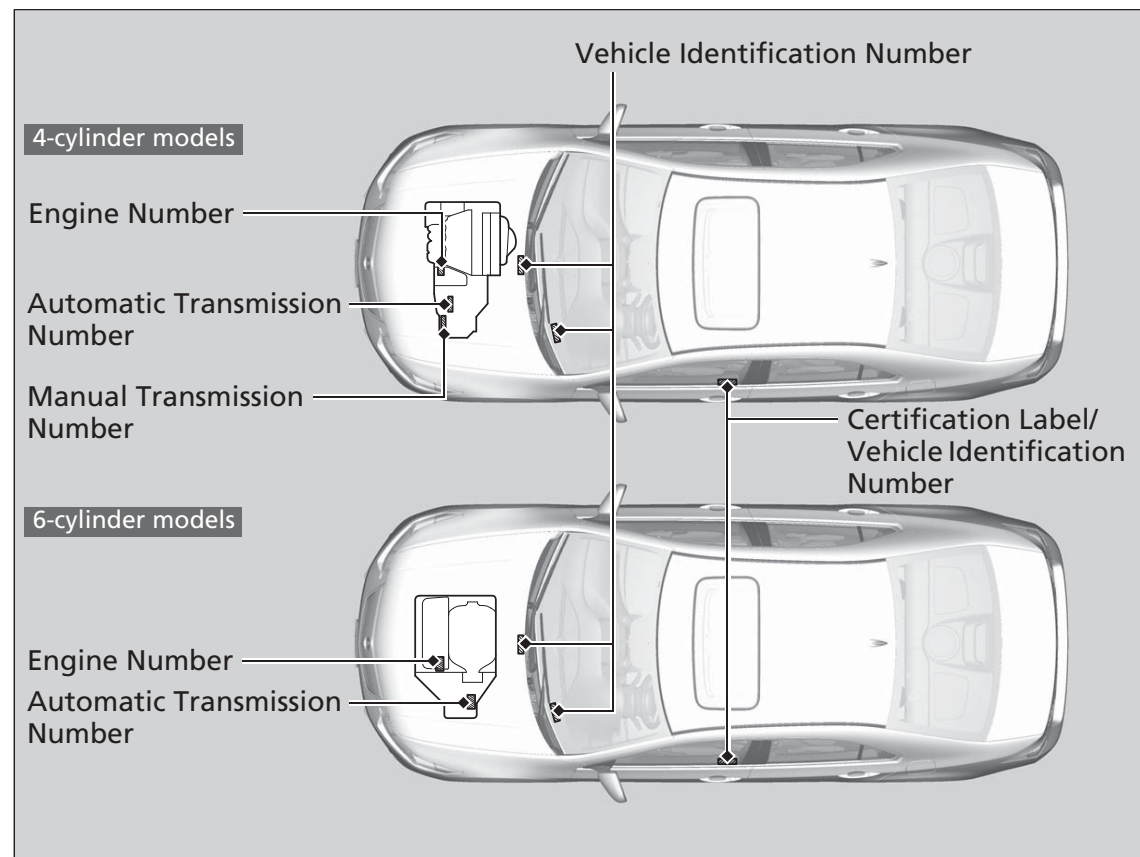 Vehicle Identification Number
4-cylinder models
Engine Number
Automatic Transmission
Number
Manual Transmission
Number
Certification Label/
Vehicle Identification
Number
6-cylinder models
Engine Number
Automatic Transmission
Number